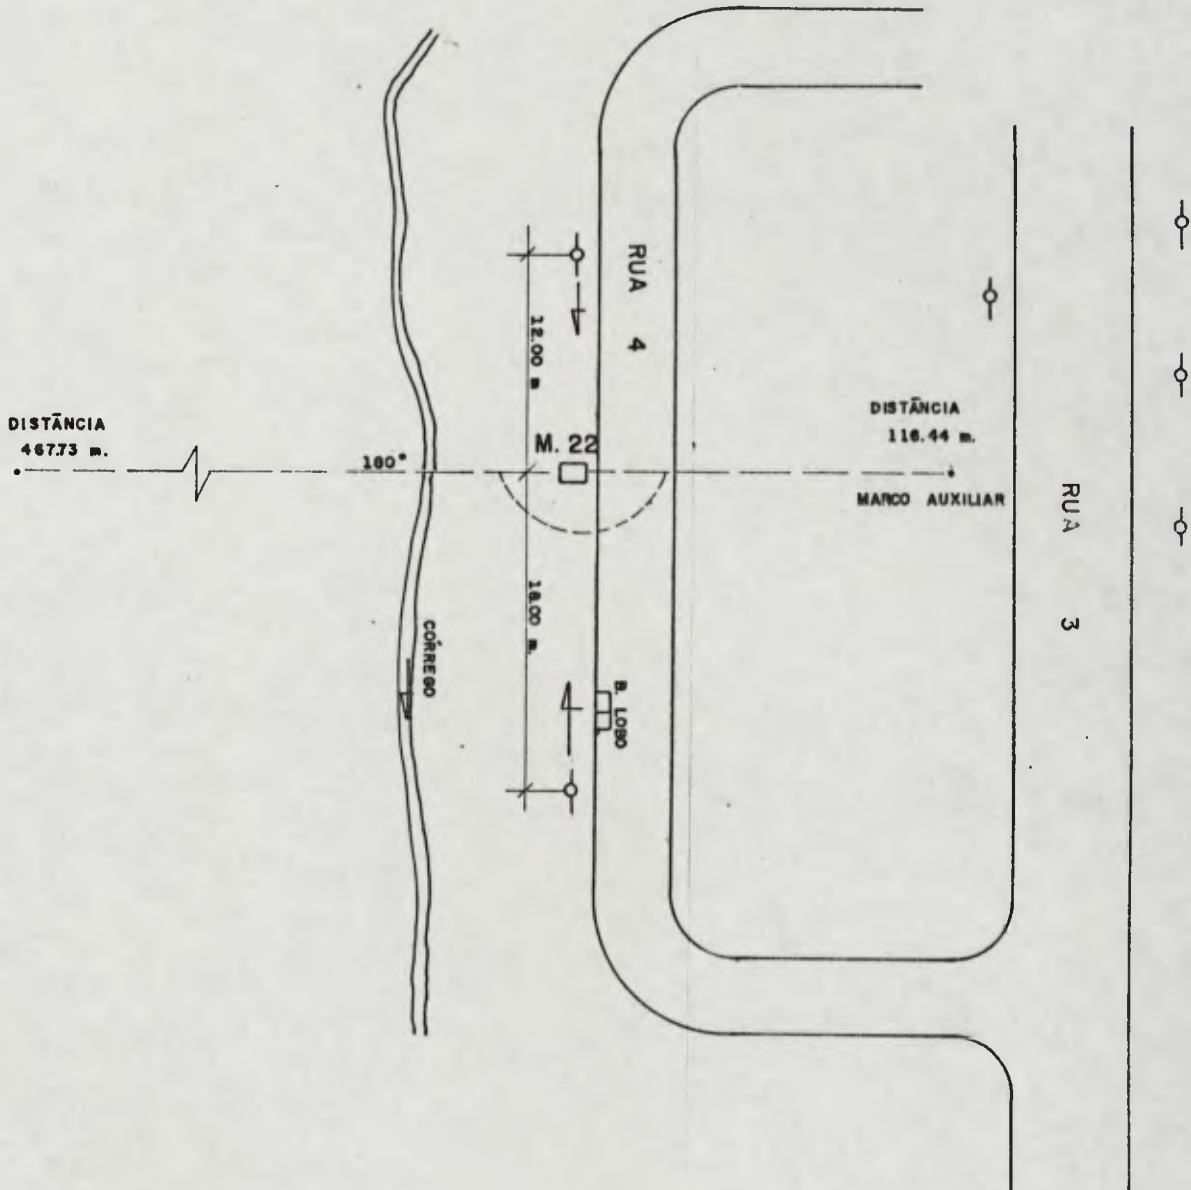 RUA 4
12.00 m
DISTÂNCIA
467.73 m.
180°
M. 22
DISTÂNCIA
116.44 m.
MARCO AUXILIAR
RUA 3
18.00 m.
CÓRREGO
B. LOBO